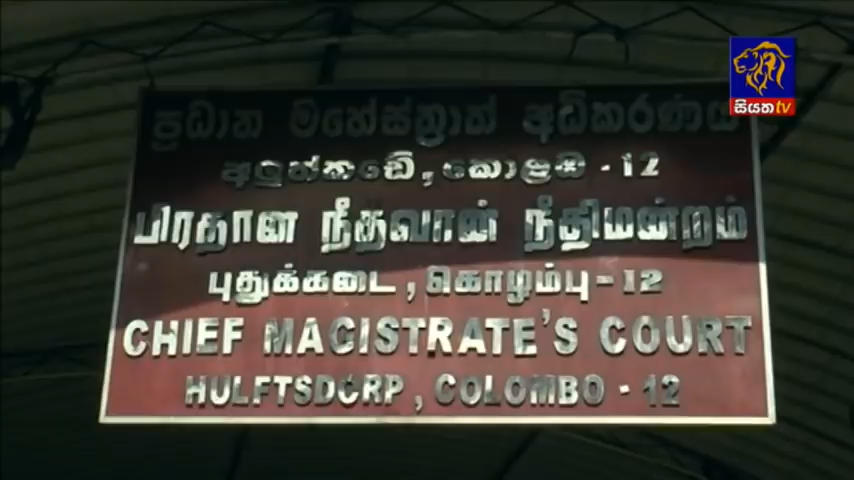 සියත tv
ප්‍රධාන මහේස්ත්‍රාත් අධිකරණය
අලුත්කඩේ, කොළඹ - 12
பிரதான நீதவான் நீதிமன்றம்
புதுக்கடை, கொழம்பு - 12
CHIEF MAGISTRATE'S COURT
HULFTSDORP, COLOMBO - 12